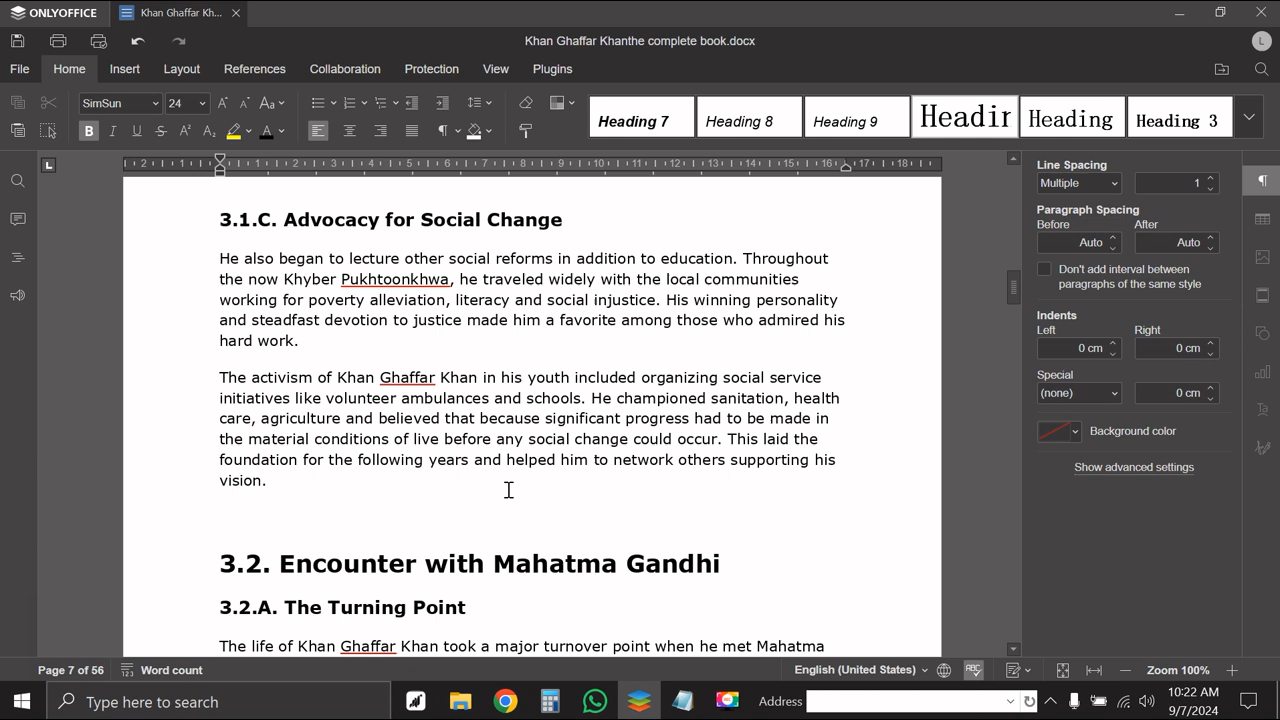 ONLYOFFICE
Khan Ghaffar Kh...
Khan Ghaffar Khanthe complete book.docx
L
File Home Insert Layout References Collaboration Protection View Plugins
SimSun 24
Heading 7 Heading 8 Heading 9 Headir Heading Heading 3
3.1.C. Advocacy for Social Change
He also began to lecture other social reforms in addition to education. Throughout
the now Khyber Pukhtoonkhwa, he traveled widely with the local communities
working for poverty alleviation, literacy and social injustice. His winning personality
and steadfast devotion to justice made him a favorite among those who admired his
hard work.
The activism of Khan Ghaffar Khan in his youth included organizing social service
initiatives like volunteer ambulances and schools. He championed sanitation, health
care, agriculture and believed that because significant progress had to be made in
the material conditions of live before any social change could occur. This laid the
foundation for the following years and helped him to network others supporting his
vision.
3.2. Encounter with Mahatma Gandhi
3.2.A. The Turning Point
The life of Khan Ghaffar Khan took a major turnover point when he met Mahatma
Line Spacing
Multiple 1
Paragraph Spacing
Before After
Auto Auto
Don't add interval between
paragraphs of the same style
Indents
Left Right
0 cm 0 cm
Special
(none) 0 cm
Background color
Show advanced settings
Page 7 of 56 Word count English (United States) Zoom 100%
Type here to search Address 10:22 AM
9/7/2024